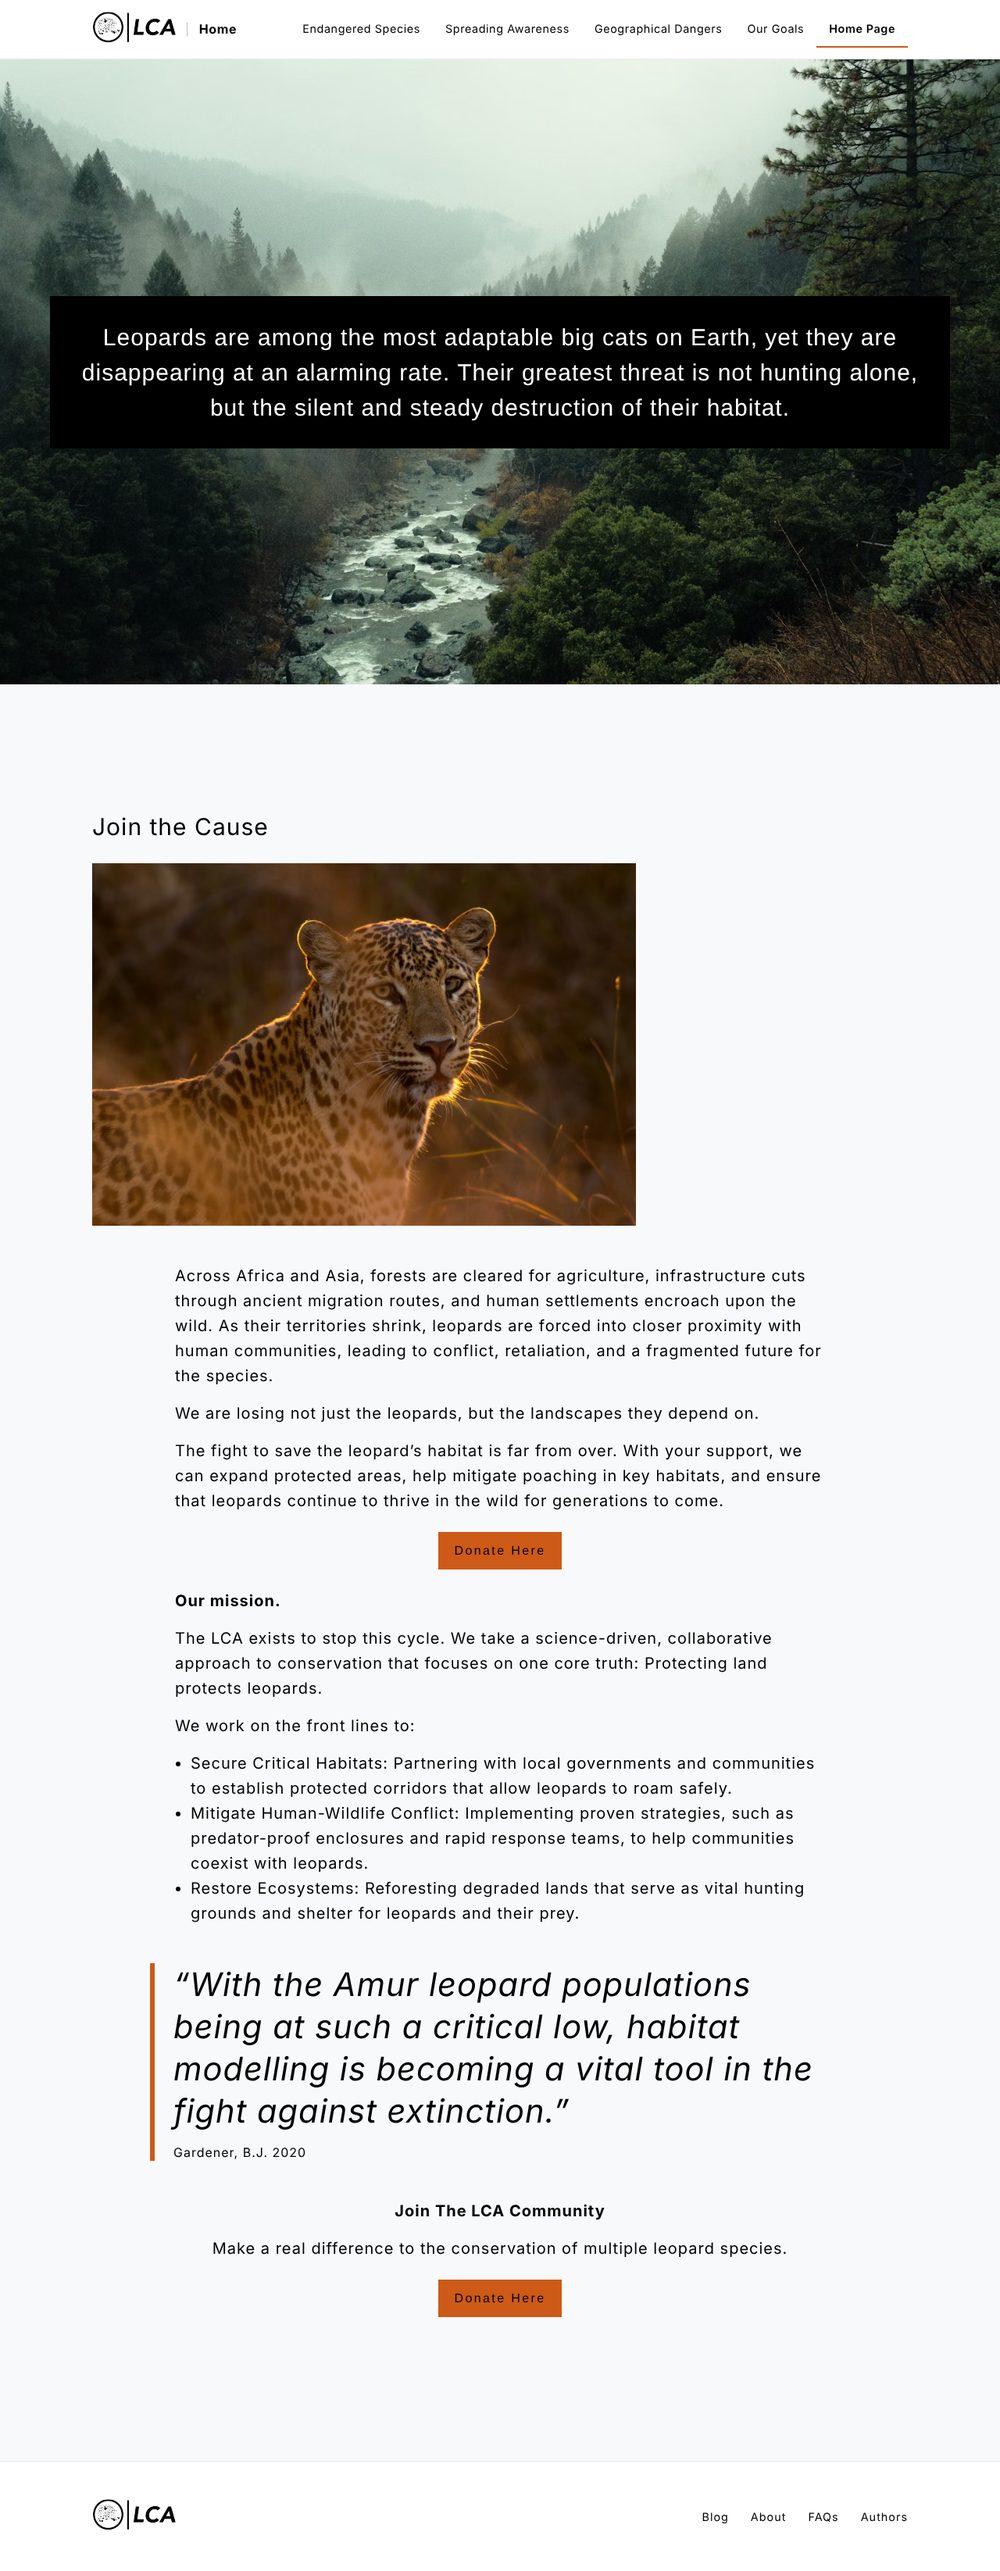 LCA
Home
Endangered Species
Spreading Awareness
Geographical Dangers
Our Goals
Home Page
Leopards are among the most adaptable big cats on Earth, yet they are
disappearing at an alarming rate. Their greatest threat is not hunting alone,
but the silent and steady destruction of their habitat.
Join the Cause
Across Africa and Asia, forests are cleared for agriculture, infrastructure cuts
through ancient migration routes, and human settlements encroach upon the
wild. As their territories shrink, leopards are forced into closer proximity with
human communities, leading to conflict, retaliation, and a fragmented future for
the species.
We are losing not just the leopards, but the landscapes they depend on.
The fight to save the leopard’s habitat is far from over. With your support, we
can expand protected areas, help mitigate poaching in key habitats, and ensure
that leopards continue to thrive in the wild for generations to come.
Donate Here
Our mission.
The LCA exists to stop this cycle. We take a science-driven, collaborative
approach to conservation that focuses on one core truth: Protecting land
protects leopards.
We work on the front lines to:
• Secure Critical Habitats: Partnering with local governments and communities
to establish protected corridors that allow leopards to roam safely.
• Mitigate Human-Wildlife Conflict: Implementing proven strategies, such as
predator-proof enclosures and rapid response teams, to help communities
coexist with leopards.
• Restore Ecosystems: Reforesting degraded lands that serve as vital hunting
grounds and shelter for leopards and their prey.
“With the Amur leopard populations
being at such a critical low, habitat
modelling is becoming a vital tool in the
fight against extinction.”
Gardener, B.J. 2020
Join The LCA Community
Make a real difference to the conservation of multiple leopard species.
Donate Here
LCA
Blog
About
FAQs
Authors